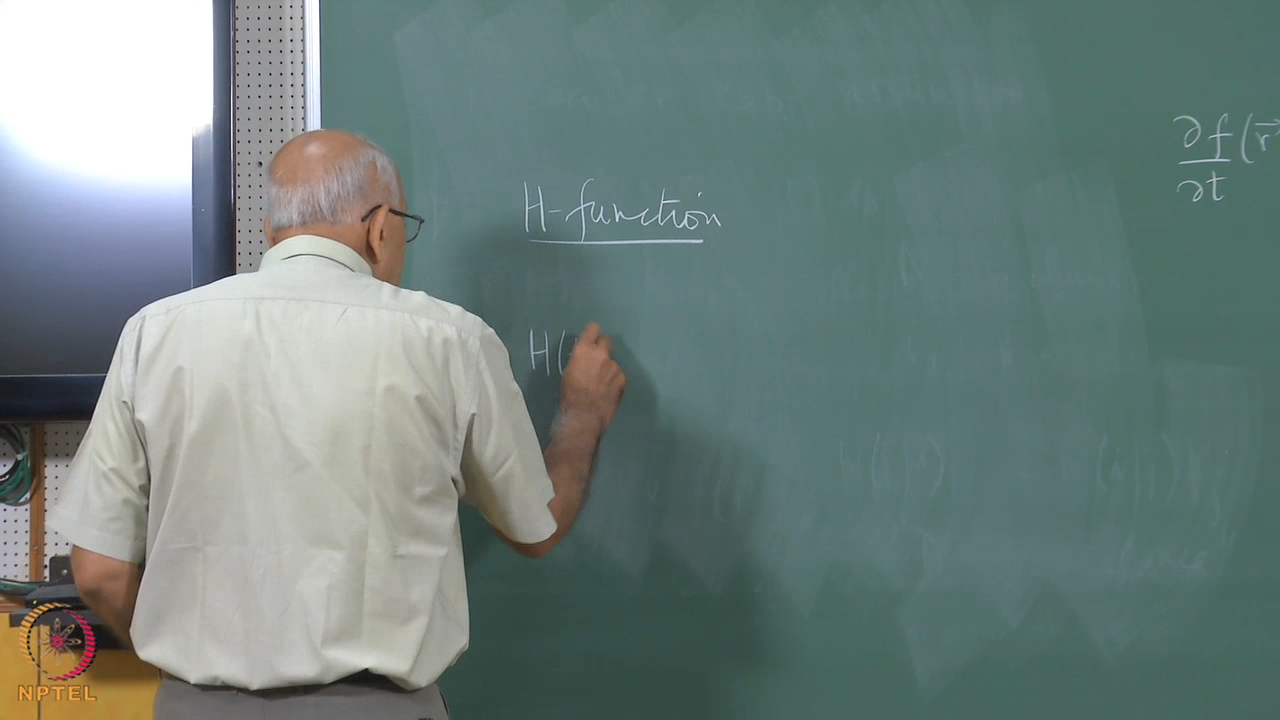 H-function
H(
∂f(r⃗
∂t
NPTEL